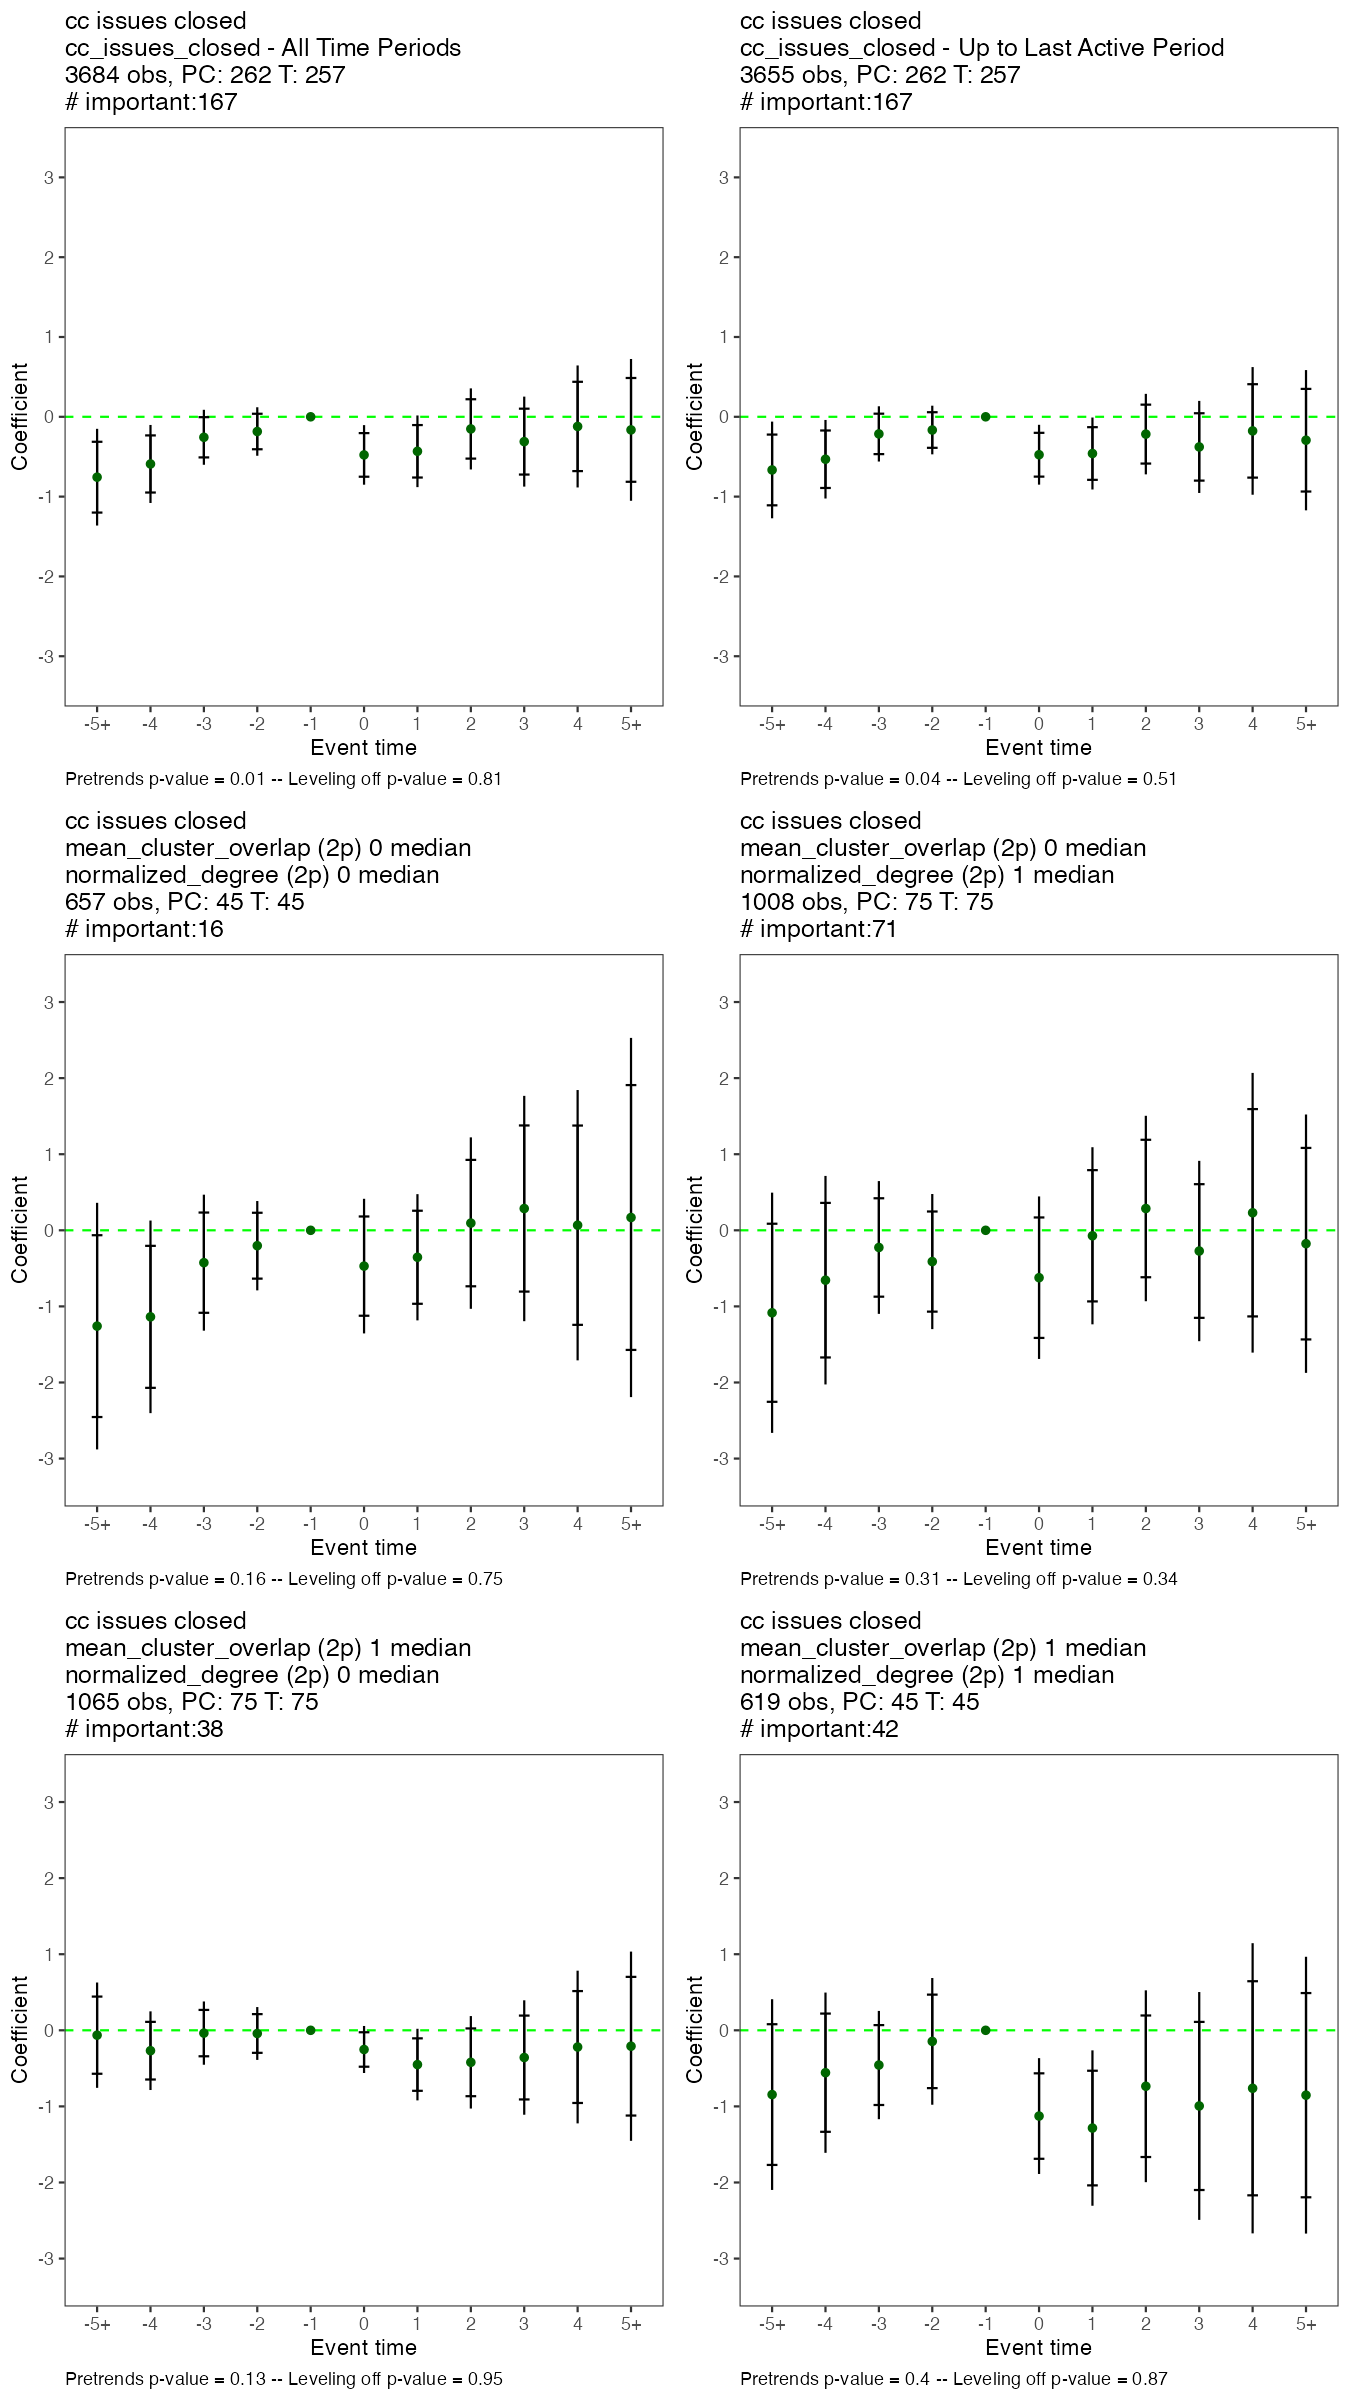 cc issues closed
cc_issues_closed - All Time Periods
3684 obs, PC: 262 T: 257
# important:167
3
2
1
0
-1
-2
-3
Coefficient
-5+ -4 -3 -2 -1 0 1 2 3 4 5+
Event time
Pretrends p-value = 0.01 -- Leveling off p-value = 0.81
cc issues closed
cc_issues_closed - Up to Last Active Period
3655 obs, PC: 262 T: 257
# important:167
3
2
1
0
-1
-2
-3
Coefficient
-5+ -4 -3 -2 -1 0 1 2 3 4 5+
Event time
Pretrends p-value = 0.04 -- Leveling off p-value = 0.51
cc issues closed
mean_cluster_overlap (2p) 0 median
normalized_degree (2p) 0 median
657 obs, PC: 45 T: 45
# important:16
3
2
1
0
-1
-2
-3
Coefficient
-5+ -4 -3 -2 -1 0 1 2 3 4 5+
Event time
Pretrends p-value = 0.16 -- Leveling off p-value = 0.75
cc issues closed
mean_cluster_overlap (2p) 0 median
normalized_degree (2p) 1 median
1008 obs, PC: 75 T: 75
# important:71
3
2
1
0
-1
-2
-3
Coefficient
-5+ -4 -3 -2 -1 0 1 2 3 4 5+
Event time
Pretrends p-value = 0.31 -- Leveling off p-value = 0.34
cc issues closed
mean_cluster_overlap (2p) 1 median
normalized_degree (2p) 0 median
1065 obs, PC: 75 T: 75
# important:38
3
2
1
0
-1
-2
-3
Coefficient
-5+ -4 -3 -2 -1 0 1 2 3 4 5+
Event time
Pretrends p-value = 0.13 -- Leveling off p-value = 0.95
cc issues closed
mean_cluster_overlap (2p) 1 median
normalized_degree (2p) 1 median
619 obs, PC: 45 T: 45
# important:42
3
2
1
0
-1
-2
-3
Coefficient
-5+ -4 -3 -2 -1 0 1 2 3 4 5+
Event time
Pretrends p-value = 0.4 -- Leveling off p-value = 0.87